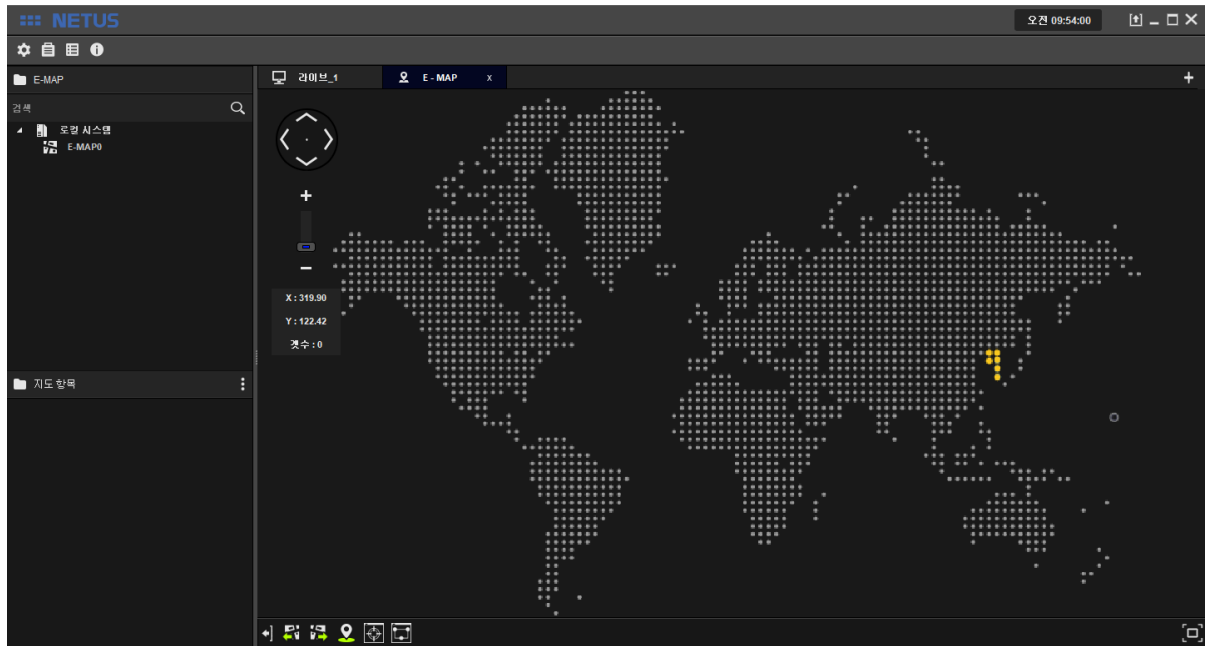 NETUS
오전 09:54:00
E-MAP
라이브_1
E - MAP
x
검색
로컬 시스템
E-MAP0
X : 319.90
Y : 122.42
갯수 : 0
지도 항목